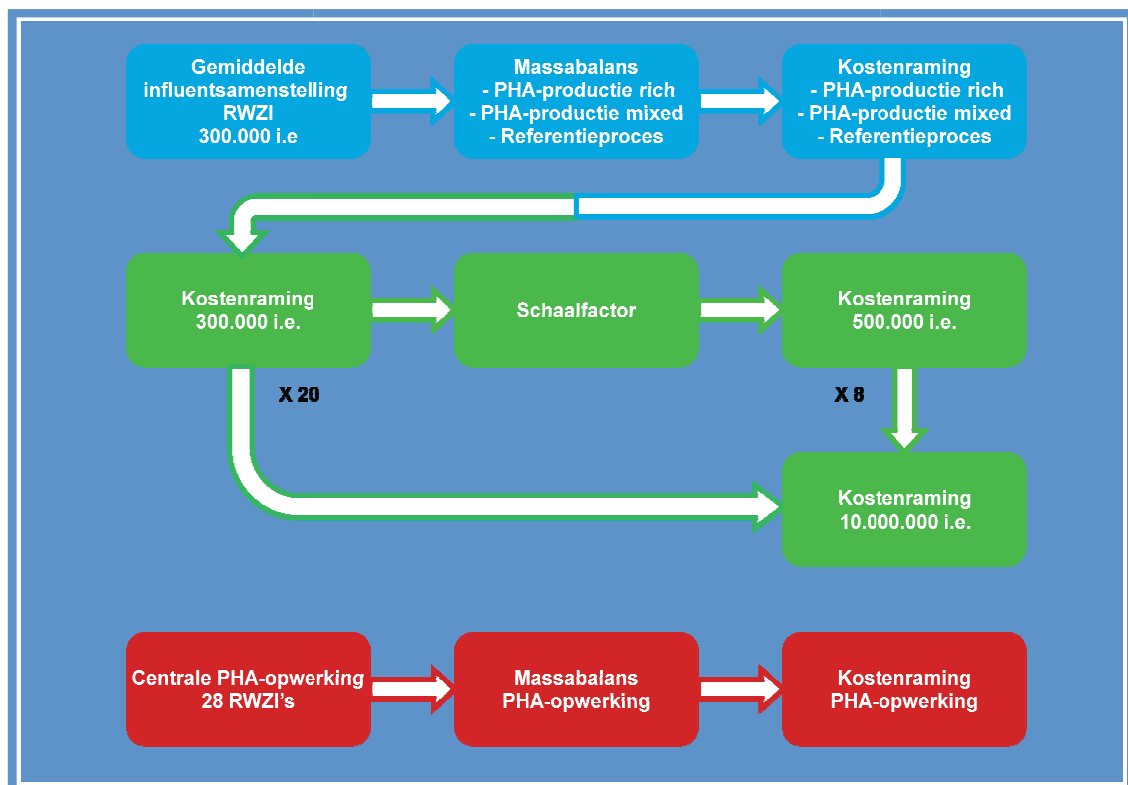 Gemiddelde
influentsamenstelling
RWZI
300.000 i.e
Massabalans
- PHA-productie rich
- PHA-productie mixed
- Referentieproces
Kostenraming
- PHA-productie rich
- PHA-productie mixed
- Referentieproces
Kostenraming
300.000 i.e.
Schaalfactor
Kostenraming
500.000 i.e.
X 20
X 8
Kostenraming
10.000.000 i.e.
Centrale PHA-opwerking
28 RWZI's
Massabalans
PHA-opwerking
Kostenraming
PHA-opwerking